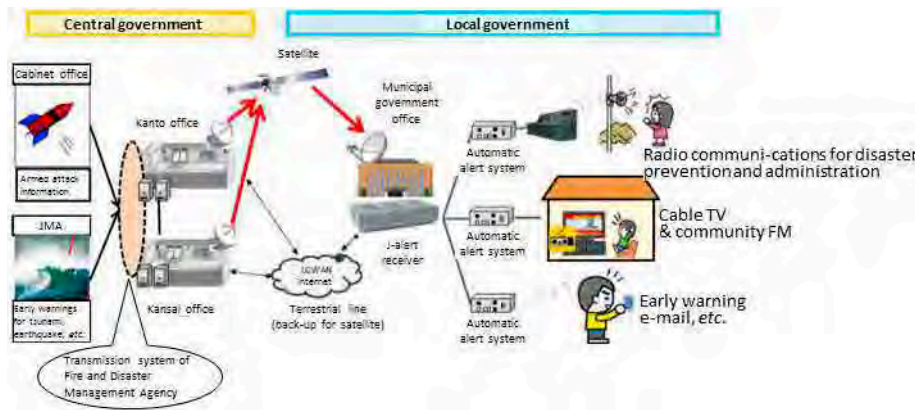 Central government
Local government
Satellite
Cabinet office
Municipal
government
office
Kanto office
Armed attack
information
Automatic
alert system
Radio communi-cations for disaster
prevention and administration
JMA
J-alert
receiver
Automatic
alert system
Cable TV
& community FM
LGWAN
Internet
Early warnings
for tsunami,
earthquake, etc.
Kansai office
Terrestrial line
(back-up for satellite)
Automatic
alert system
Early warning
e-mail, etc.
Transmission system of
Fire and Disaster
Management Agency